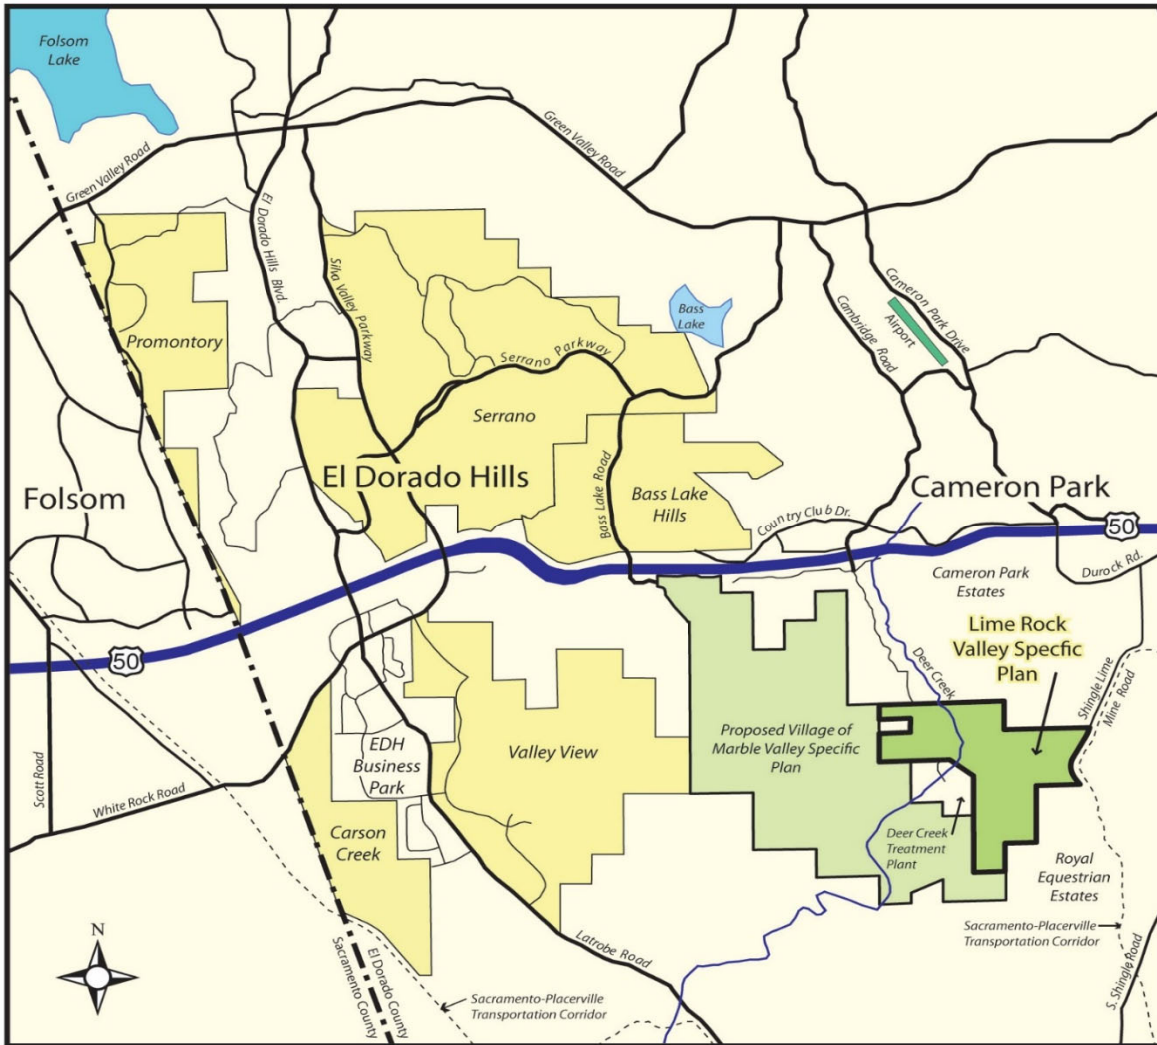 Folsom
Lake
Green Valley Road
Green Valley Road
El Dorado Hills Blvd.
Silva Valley Parkway
Promontory
Bass
Lake
Cameron Park Drive
Airport
Cambridge Road
Serrano Parkway
Serrano
El Dorado Hills
Folsom
Bass Lake Road
Bass Lake
Hills
Cameron Park
Country Club Dr.
50
Durock Rd.
Cameron Park
Estates
Lime Rock
Valley Specfic
Plan
50
Deer Creek
Shingle Lime
Mine Road
Proposed Village of
Marble Valley Specific
Plan
Valley View
EDH
Business
Park
Scott Road
White Rock Road
Carson
Creek
Deer Creek
Treatment
Plant
Royal
Equestrian
Estates
Sacramento-Placerville
Transportation Corridor
Latrobe Road
S. Shingle Road
N
El Dorado County
Sacramento County
Sacramento-Placerville
Transportation Corridor